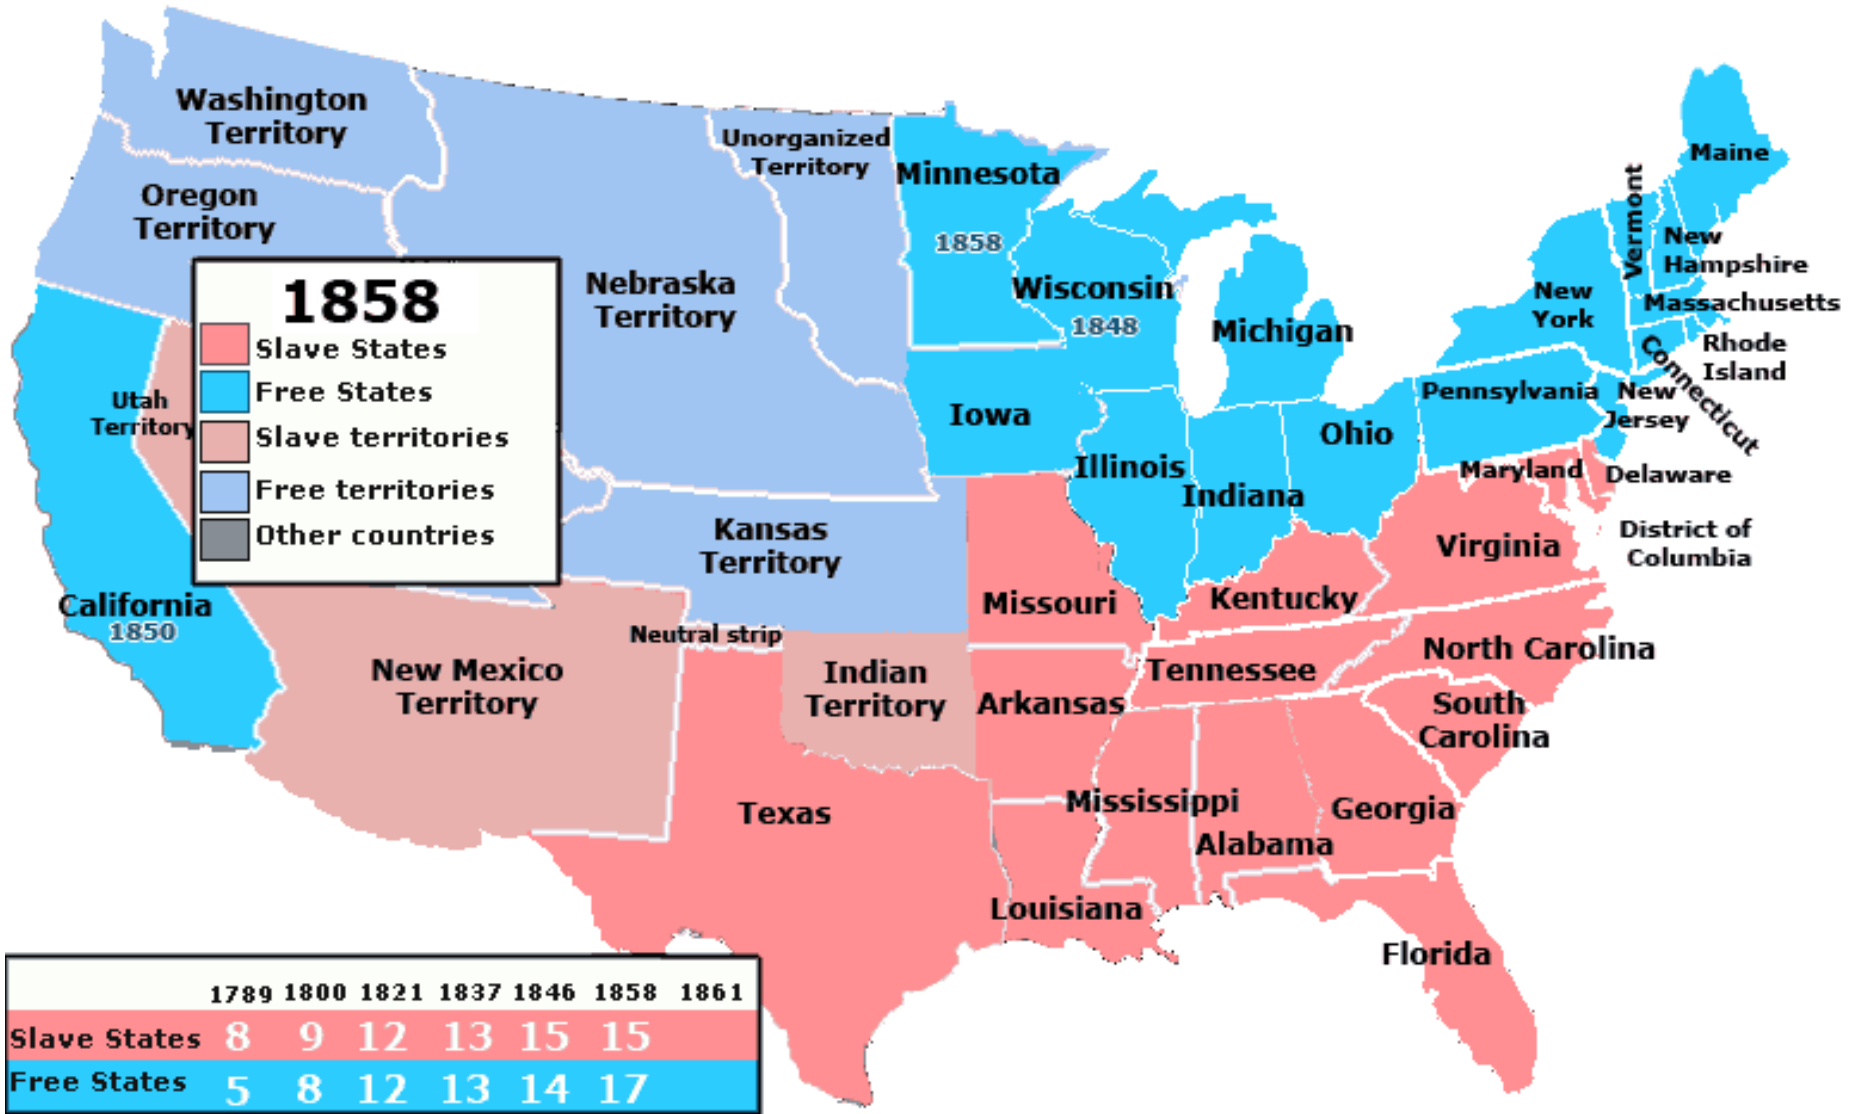 Washington
Territory
Oregon
Territory
Unorganized
Territory
Minnesota
1858
Nebraska
Territory
Wisconsin
1848
Michigan
Maine
Vermont
New
Hampshire
Massachusetts
New
York
Rhode
Island
Connecticut
Pennsylvania
New
Jersey
Iowa
Ohio
Illinois
Indiana
Maryland
Delaware
District of
Columbia
Virginia
1858
Slave States
Free States
Slave territories
Free territories
Other countries
Utah
Territory
California
1850
Kansas
Territory
Missouri
Kentucky
Neutral strip
New Mexico
Territory
Indian
Territory
Tennessee
North Carolina
Arkansas
South
Carolina
Texas
Mississippi
Alabama
Georgia
Louisiana
Florida
1789 1800 1821 1837 1846 1858 1861
Slave States 8 9 12 13 15 15
Free States 5 8 12 13 14 17